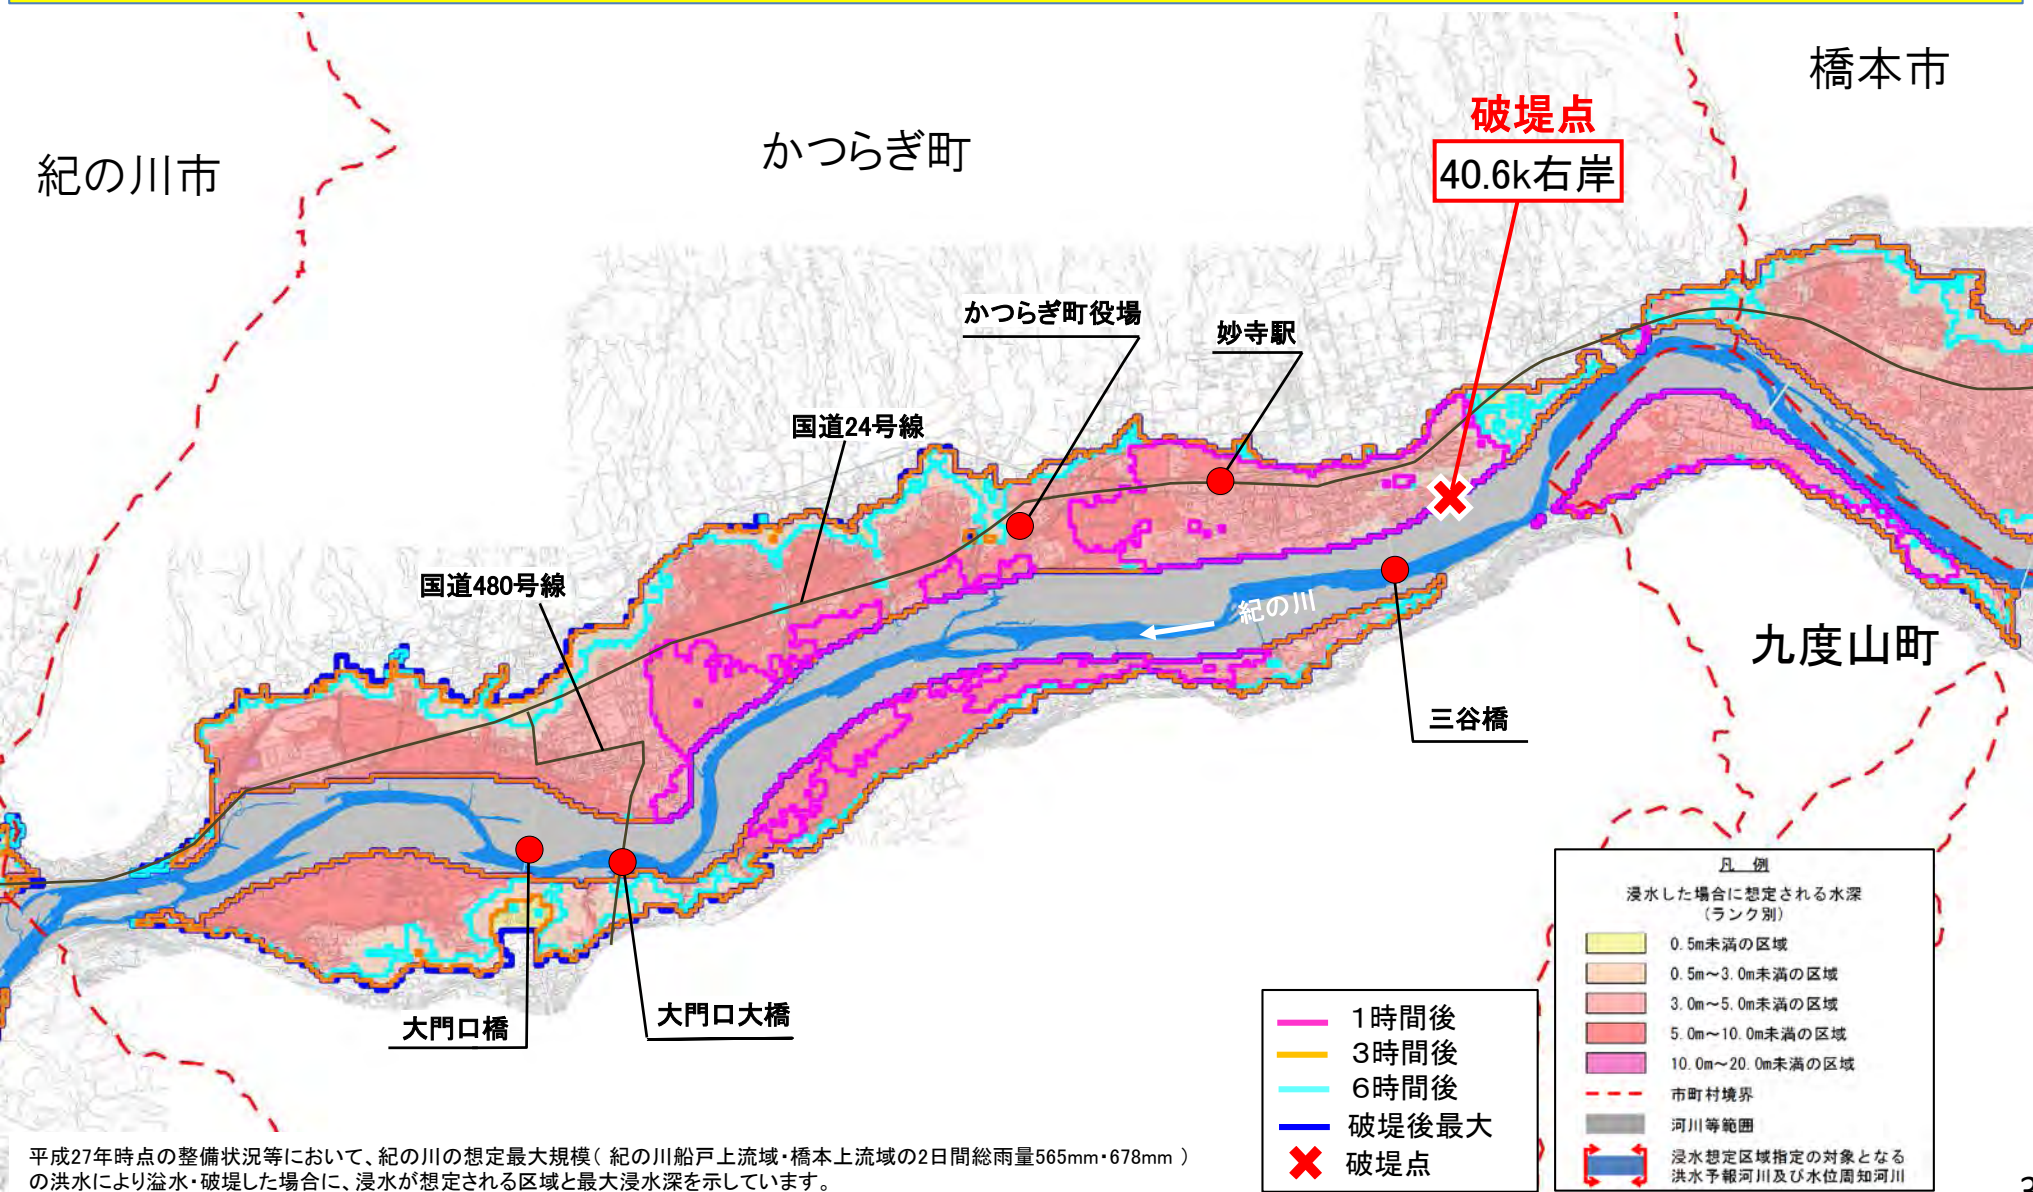 橋本市
破堤点
40.6k右岸
かつらぎ町
紀の川市
かつらぎ町役場
妙寺駅
国道24号線
国道480号線
紀の川
九度山町
三谷橋
大門口大橋
大門口橋
凡 例
浸水した場合に想定される水深
(ランク別)
0.5m未満の区域
0.5m～3.0m未満の区域
3.0m～5.0m未満の区域
5.0m～10.0m未満の区域
10.0m～20.0m未満の区域
市町村境界
河川等範囲
浸水想定区域指定の対象となる
洪水予報河川及び水位周知河川
1時間後
3時間後
6時間後
破堤後最大
破堤点
平成27年時点の整備状況等において、紀の川の想定最大規模( 紀の川船戸上流域・橋本上流域の2日間総雨量565mm・678mm )
の洪水により溢水・破堤した場合に、浸水が想定される区域と最大浸水深を示しています。